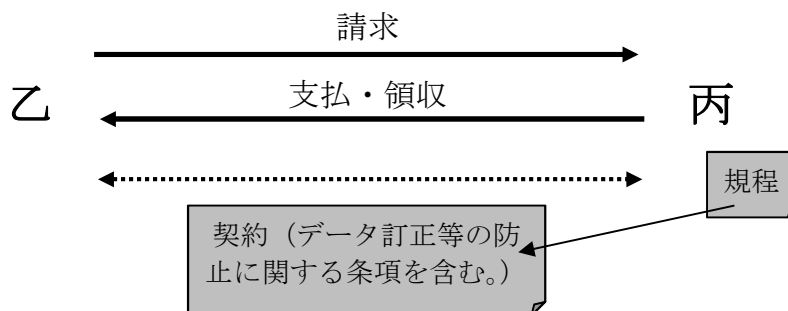 請求
乙
支払・領収
丙
規程
契約（データ訂正等の防
止に関する条項を含む。）